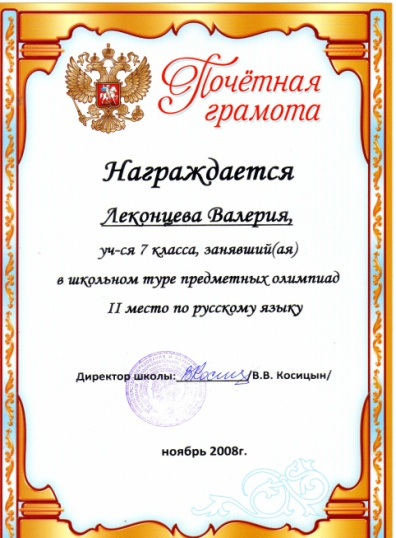 Почётная
грамота
Награждается
Леконцева Валерия,
уч-ся 7 класса, занявший(ая)
в школьном туре предметных олимпиад
II место по русскому языку
Директор школы: /В.В. Косицын/
ноябрь 2008г.